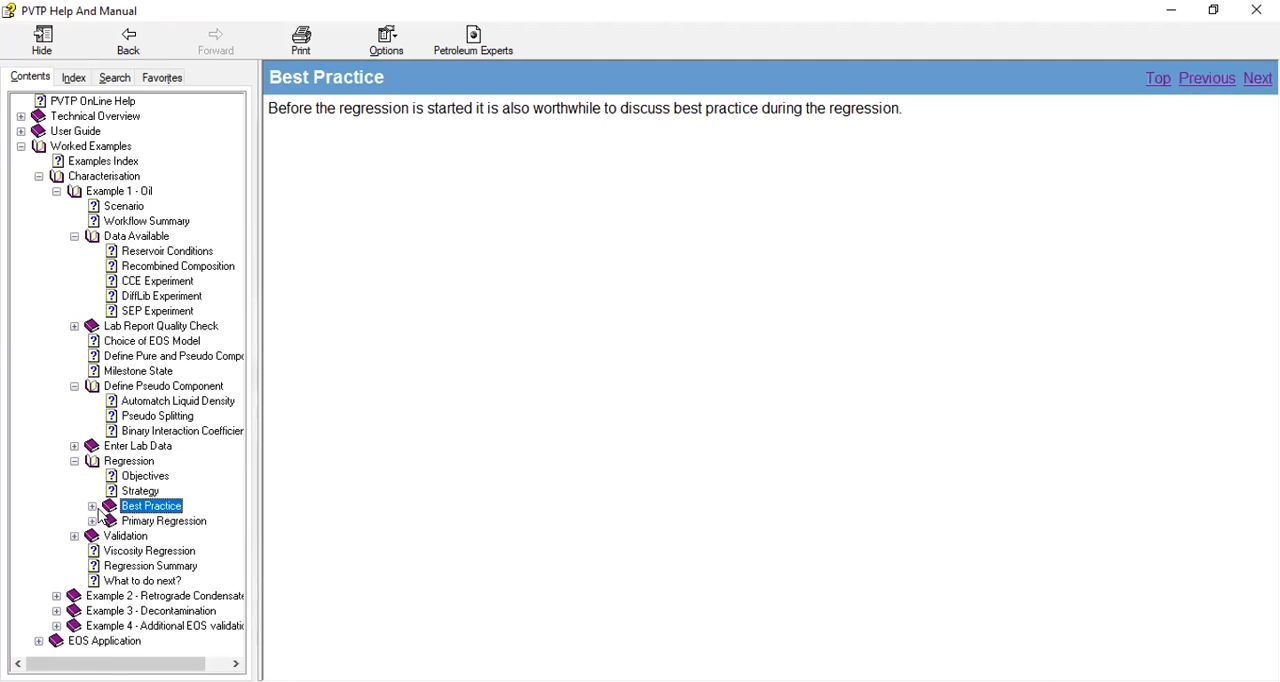 PVTP Help And Manual
Hide
Back
Forward
Print
Options
Petroleum Experts
Contents
Index
Search
Favorites
Best Practice
Top
Previous
Next
Before the regression is started it is also worthwhile to discuss best practice during the regression.
PVTP OnLine Help
Technical Overview
User Guide
Worked Examples
Examples Index
Characterisation
Example 1 - Oil
Scenario
Workflow Summary
Data Available
Reservoir Conditions
Recombined Composition
CCE Experiment
DiffLib Experiment
SEP Experiment
Lab Report Quality Check
Choice of EOS Model
Define Pure and Pseudo Compo
Milestone State
Define Pseudo Component
Automatch Liquid Density
Pseudo Splitting
Binary Interaction Coefficier
Enter Lab Data
Regression
Objectives
Strategy
Best Practice
Primary Regression
Validation
Viscosity Regression
Regression Summary
What to do next?
Example 2 - Retrograde Condensate
Example 3 - Decontamination
Example 4 - Additional EOS validatio
EOS Application